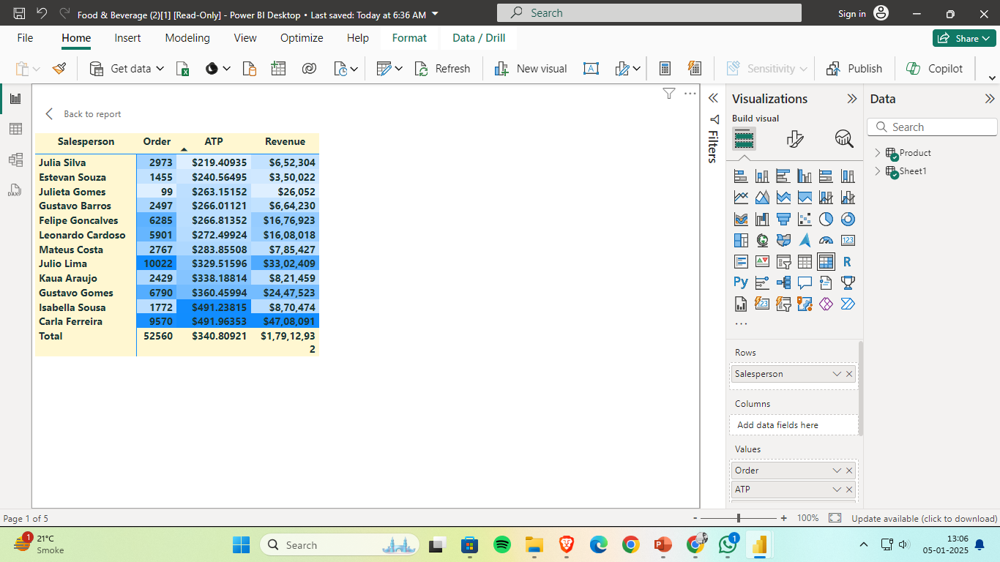 Food & Beverage (2)[1] [Read-Only] - Power BI Desktop • Last saved: Today at 6:36 AM
Search
Sign in
File Home Insert Modeling View Optimize Help Format Data / Drill
Share
Get data
Refresh
New visual
Sensitivity
Publish
Copilot
Back to report
Salesperson Order ATP Revenue
Julia Silva 2973 $219.40935 $6,52,304
Estevan Souza 1455 $240.56495 $3,50,022
Julieta Gomes 99 $263.15152 $26,052
Gustavo Barros 2497 $266.01121 $6,64,230
Felipe Goncalves 6285 $266.81352 $16,76,923
Leonardo Cardoso 5901 $272.49924 $16,08,018
Mateus Costa 2767 $283.85508 $7,85,427
Julio Lima 10022 $329.51596 $33,02,409
Kaua Araujo 2429 $338.18814 $8,21,459
Gustavo Gomes 6790 $360.45994 $24,47,523
Isabella Sousa 1772 $491.23815 $8,70,474
Carla Ferreira 9570 $491.96353 $47,08,091
Total 52560 $340.80921 $1,79,12,93
2
Filters
Visualizations
Build visual
123
R
Py
123
...
Rows
Salesperson
Columns
Add data fields here
Values
Order
ATP
Data
Search
Product
Sheet1
DAX
Page 1 of 5
- + 100%
Update available (click to download)
1
21°C
Smoke
Search
1
13:06
05-01-2025